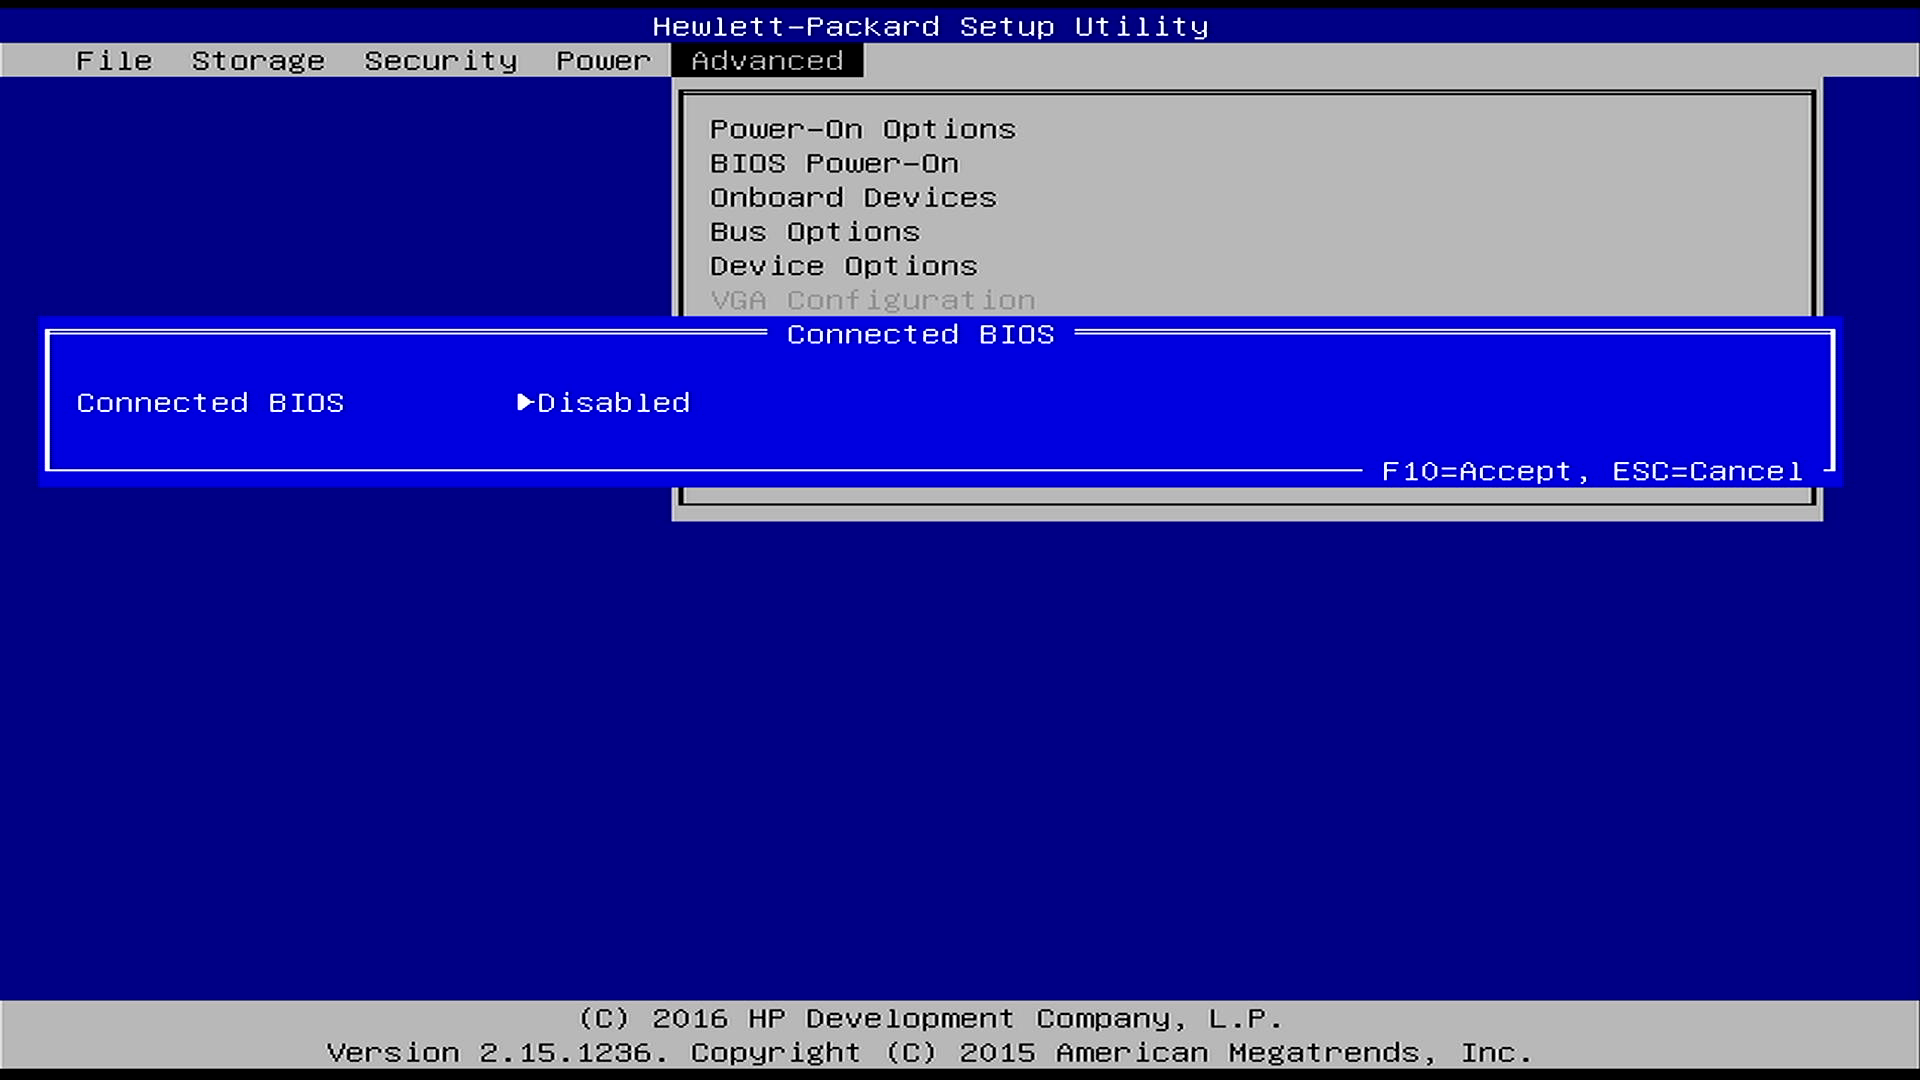 Hewlett-Packard Setup Utility
File Storage Security Power Advanced
Power-On Options
BIOS Power-On
Onboard Devices
Bus Options
Device Options
VGA Configuration
Connected BIOS
Connected BIOS ▶Disabled
F10=Accept, ESC=Cancel
(C) 2016 HP Development Company, L.P.
Version 2.15.1236. Copyright (C) 2015 American Megatrends, Inc.